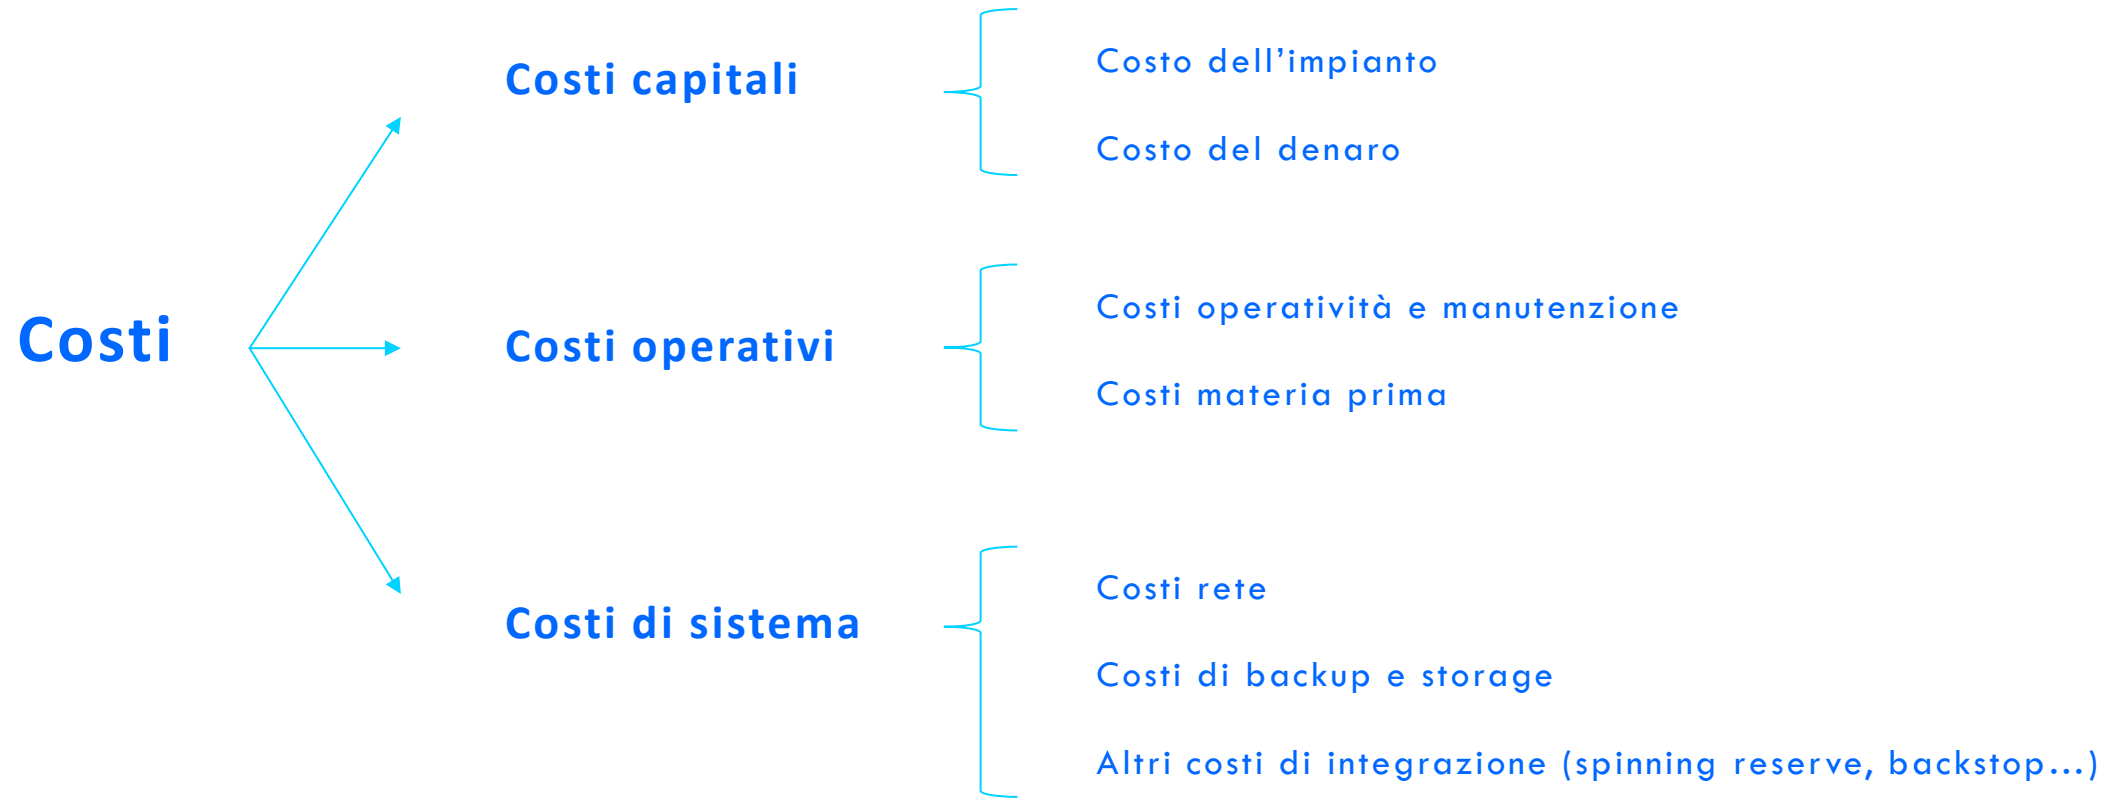 Costi
Costi capitali
Costo dell’impianto
Costo del denaro
Costi operativi
Costi operatività e manutenzione
Costi materia prima
Costi di sistema
Costi rete
Costi di backup e storage
Altri costi di integrazione (spinning reserve, backstop…)